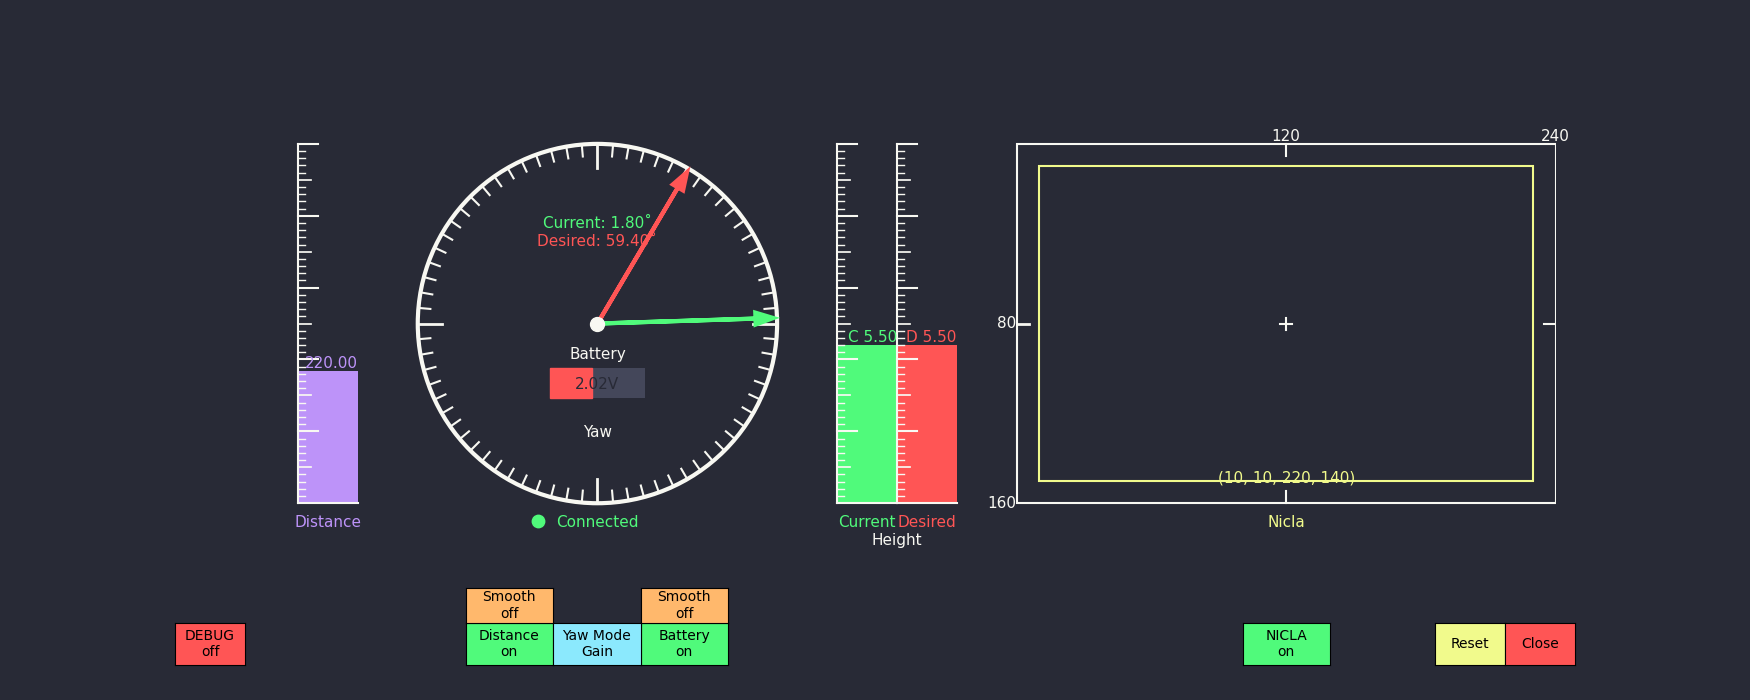 120
240
Current: 1.80˚
Desired: 59.40˚
80
C 5.50
D 5.50
Battery
220.00
2.02V
Yaw
(10, 10, 220, 140)
160
Distance
Connected
Current
Desired
Nicla
Height
Smooth
off
Smooth
off
DEBUG
off
Distance
on
Yaw Mode
Gain
Battery
on
NICLA
on
Reset
Close